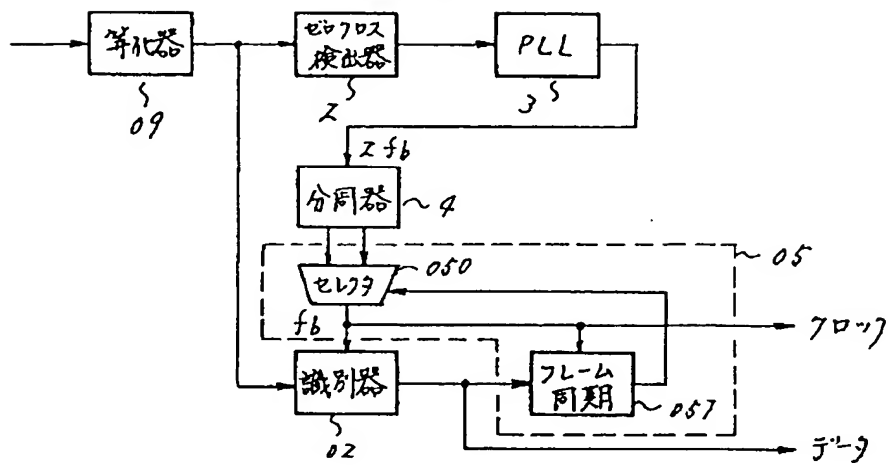 等化器
09
ゼロクロス
検出器
2
PLL
3
2fb
分周器
4
05
セレクタ
050
fb
クロック
識別器
02
フレーム
同期
057
データ